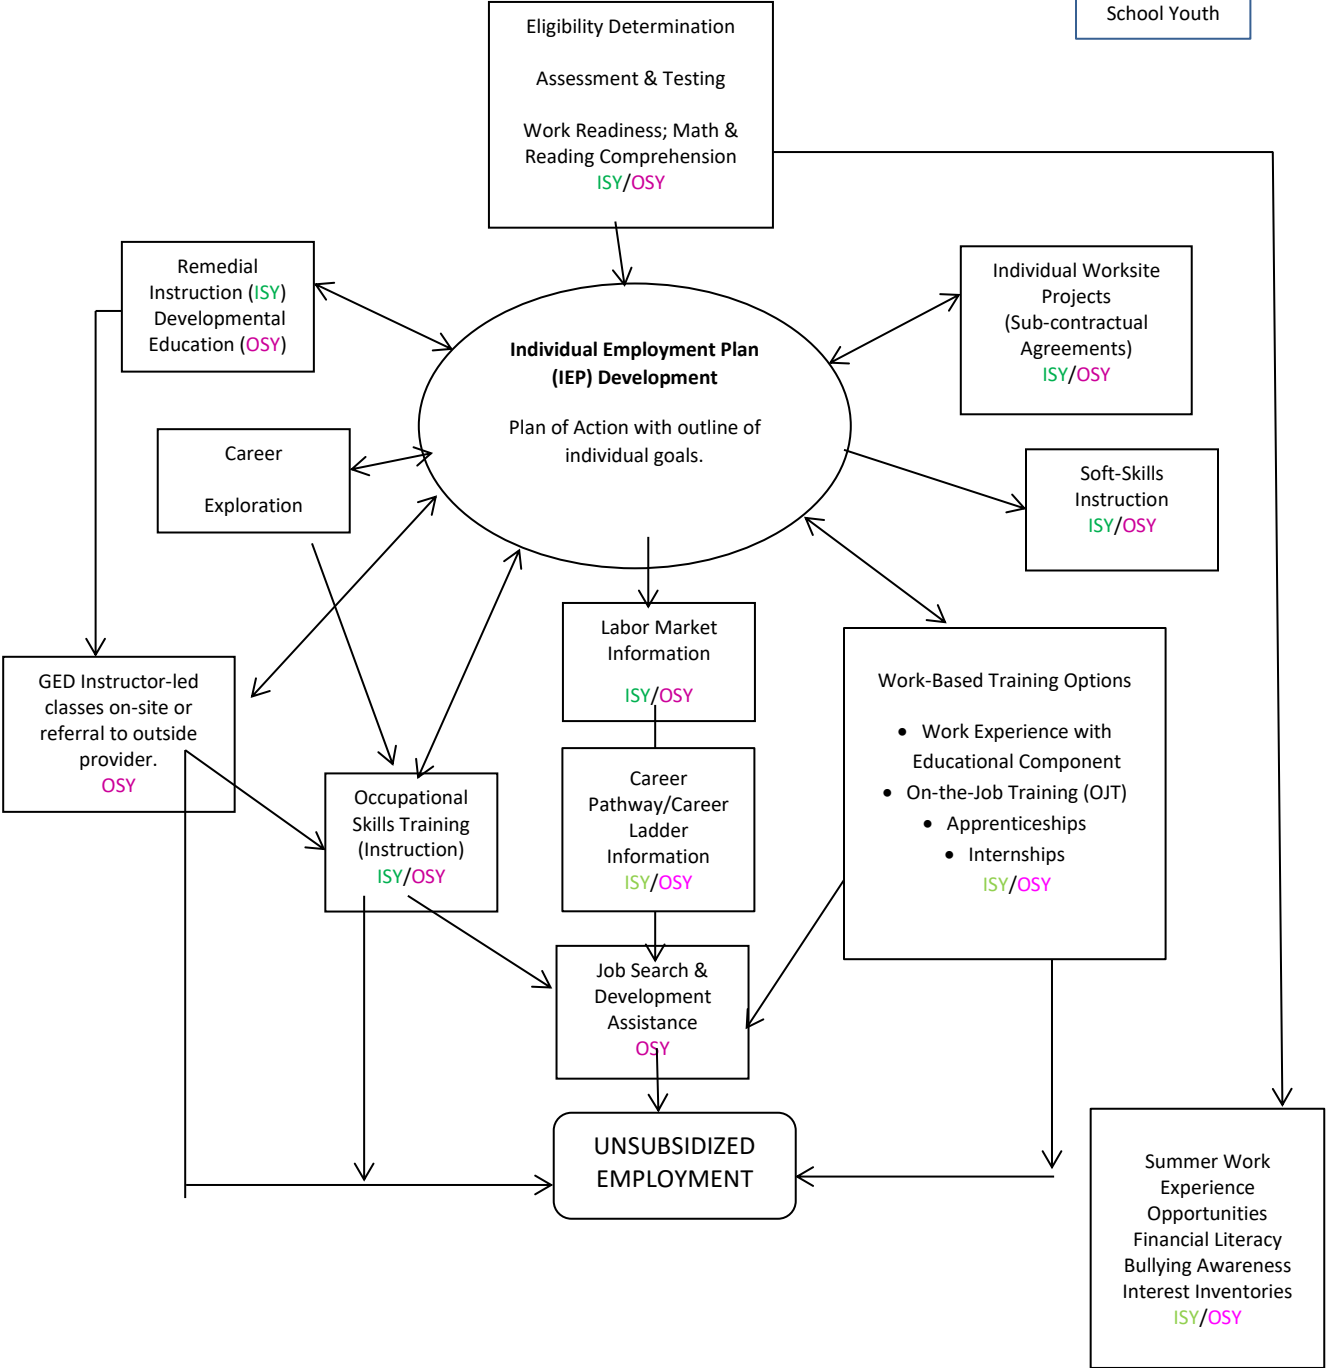 School Youth
Eligibility Determination
Assessment & Testing
Work Readiness; Math &
Reading Comprehension
ISY/OSY
Remedial
Instruction (ISY)
Developmental
Education (OSY)
Individual Worksite
Projects
(Sub-contractual
Agreements)
ISY/OSY
Individual Employment Plan
(IEP) Development
Plan of Action with outline of
individual goals.
Career
Exploration
Soft-Skills
Instruction
ISY/OSY
Labor Market
Information
ISY/OSY
GED Instructor-led
classes on-site or
referral to outside
provider.
OSY
Work-Based Training Options
• Work Experience with
Educational Component
• On-the-Job Training (OJT)
• Apprenticeships
• Internships
ISY/OSY
Occupational
Skills Training
(Instruction)
ISY/OSY
Career
Pathway/Career
Ladder
Information
ISY/OSY
Job Search &
Development
Assistance
OSY
UNSUBSIDIZED
EMPLOYMENT
Summer Work
Experience
Opportunities
Financial Literacy
Bullying Awareness
Interest Inventories
ISY/OSY